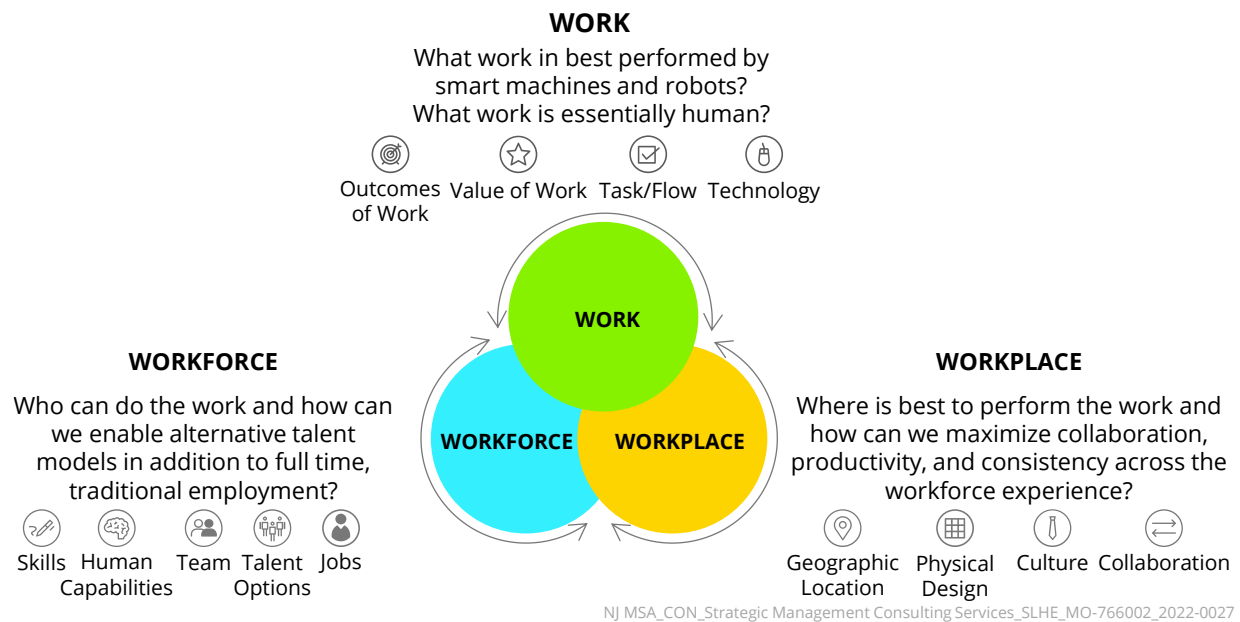 WORK
What work in best performed by
smart machines and robots?
What work is essentially human?
Outcomes
of Work
Value of Work
Task/Flow
Technology
WORK
WORKFORCE
WORKPLACE
WORKFORCE
Who can do the work and how can
we enable alternative talent
models in addition to full time,
traditional employment?
Skills
Human
Capabilities
Team
Talent
Options
Jobs
WORKPLACE
Where is best to perform the work and
how can we maximize collaboration,
productivity, and consistency across the
workforce experience?
Geographic
Location
Physical
Design
Culture
Collaboration
NJ MSA_CON_Strategic Management Consulting Services_SLHE_MO-766002_2022-0027